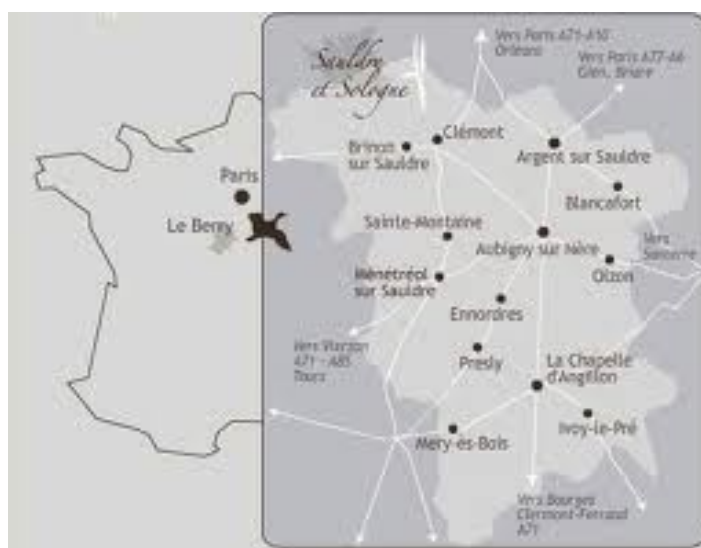 Sauldre
et Sologne
Vers Paris A71-A10
Orléans
Vers Paris A77-A6
Gien, Briare
Brinon
sur Sauldre
Clémont
Argent sur Sauldre
Paris
Blancafort
Le Berry
Sainte-Montaine
Aubigny sur Nère
Vers
Sancerre
Oizon
Ménétréol
sur Sauldre
Ennordres
Vers Vierzon
A71 - A85
Tours
Presly
La Chapelle
d'Angillon
Méry-ès-Bois
Ivoy-le-Pré
Vers Bourges
Clermont-Ferrand
A71